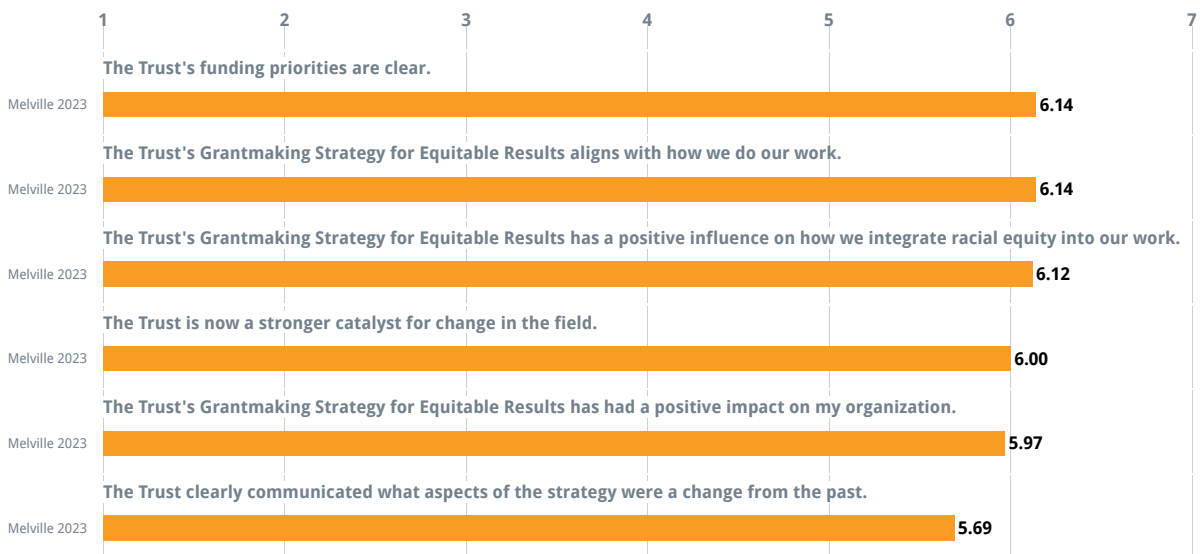 1 2 3 4 5 6 7
The Trust's funding priorities are clear.
Melville 2023 6.14
The Trust's Grantmaking Strategy for Equitable Results aligns with how we do our work.
Melville 2023 6.14
The Trust's Grantmaking Strategy for Equitable Results has a positive influence on how we integrate racial equity into our work.
Melville 2023 6.12
The Trust is now a stronger catalyst for change in the field.
Melville 2023 6.00
The Trust's Grantmaking Strategy for Equitable Results has had a positive impact on my organization.
Melville 2023 5.97
The Trust clearly communicated what aspects of the strategy were a change from the past.
Melville 2023 5.69